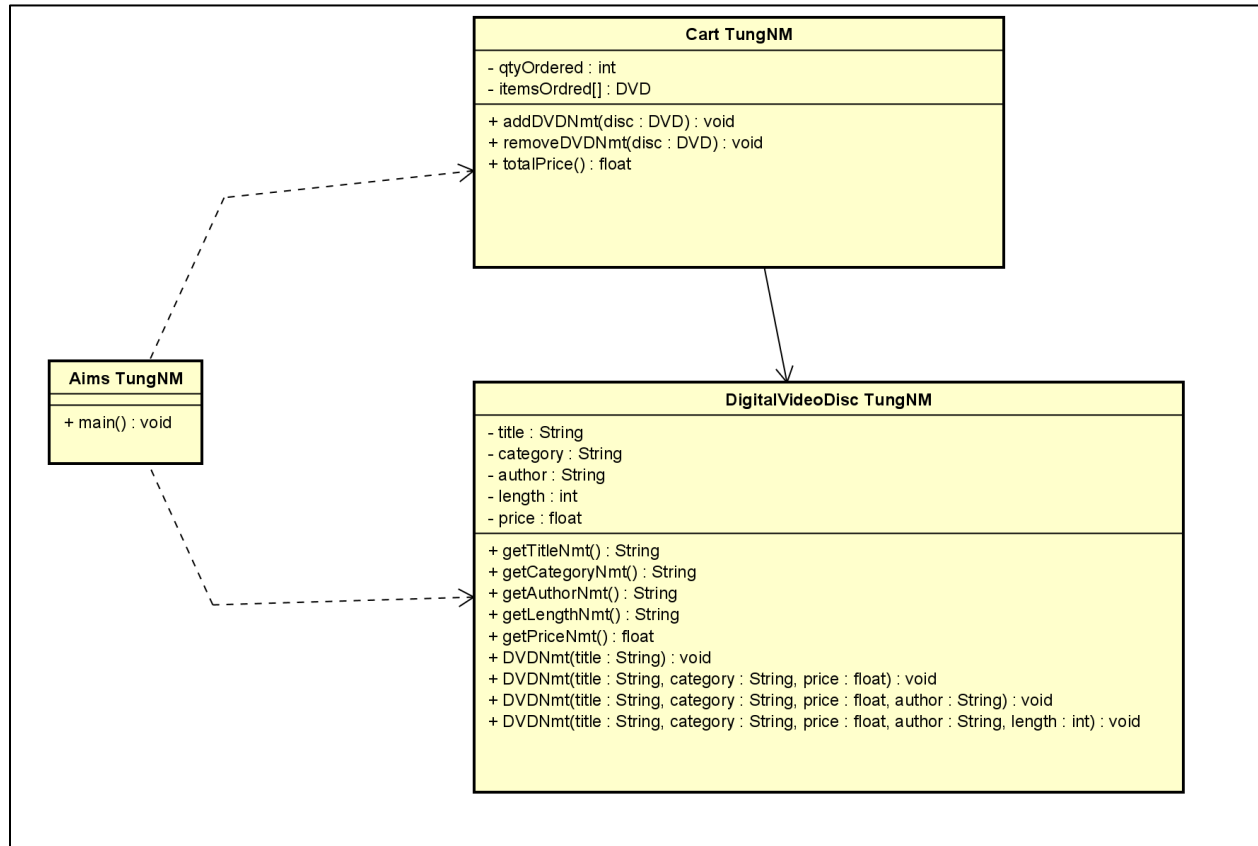 Cart TungNM
- qtyOrdered : int
- itemsOrdred[] : DVD
+ addDVDNmt(disc : DVD) : void
+ removeDVDNmt(disc : DVD) : void
+ totalPrice() : float
Aims TungNM
+ main() : void
DigitalVideoDisc TungNM
- title : String
- category : String
- author : String
- length : int
- price : float
+ getTitleNmt() : String
+ getCategoryNmt() : String
+ getAuthorNmt() : String
+ getLengthNmt() : String
+ getPriceNmt() : float
+ DVDNmt(title : String) : void
+ DVDNmt(title : String, category : String, price : float) : void
+ DVDNmt(title : String, category : String, price : float, author : String) : void
+ DVDNmt(title : String, category : String, price : float, author : String, length : int) : void